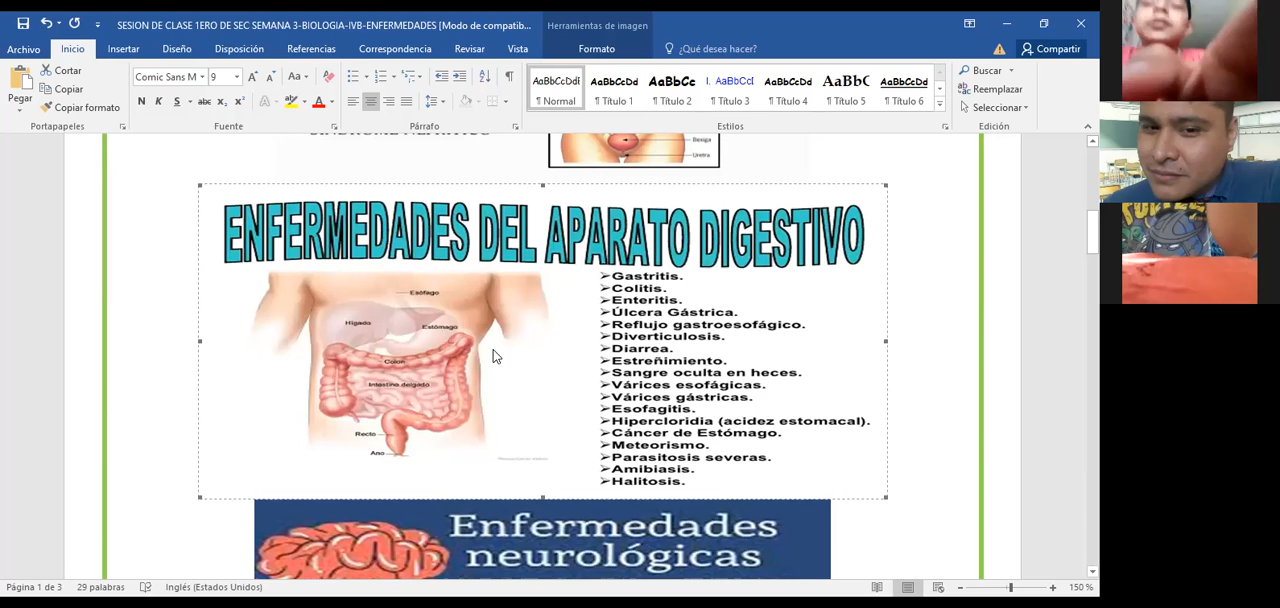 SESION DE CLASE 1ERO DE SEC SEMANA 3-BIOLOGIA-IVB-ENFERMEDADES [Modo de compatib...
Herramientas de imagen
Archivo
Inicio
Insertar
Diseño
Disposición
Referencias
Correspondencia
Revisar
Vista
Formato
¿Qué desea hacer?
Compartir
Pegar
Cortar
Copiar
Copiar formato
Portapapeles
Comic Sans M
9
Fuente
Párrafo
AaBbCcDdI
¶ Normal
AaBbCcDd
¶ Título 1
AaBbCc
¶ Título 2
I. AaBbCcI
¶ Título 3
AaBbCcDd
¶ Título 4
AaBbC
¶ Título 5
AaBbCcDd
¶ Título 6
Estilos
Buscar
Reemplazar
Seleccionar
Edición
Bexiga
Uretra
ENFERMEDADES DEL APARATO DIGESTIVO
Esófago
Hígado
Estómago
Colon
Intestino delgado
Recto
Ano
➢Gastritis.
➢Colitis.
➢Enteritis.
➢Úlcera Gástrica.
➢Reflujo gastroesofágico.
➢Diverticulosis.
➢Diarrea.
➢Estreñimiento.
➢Sangre oculta en heces.
➢Várices esofágicas.
➢Várices gástricas.
➢Esofagitis.
➢Hipercloridia (acidez estomacal).
➢Cáncer de Estómago.
➢Meteorismo.
➢Parasitosis severas.
➢Amibiasis.
➢Halitosis.
Enfermedades
neurológicas
Página 1 de 3
29 palabras
Inglés (Estados Unidos)
150 %